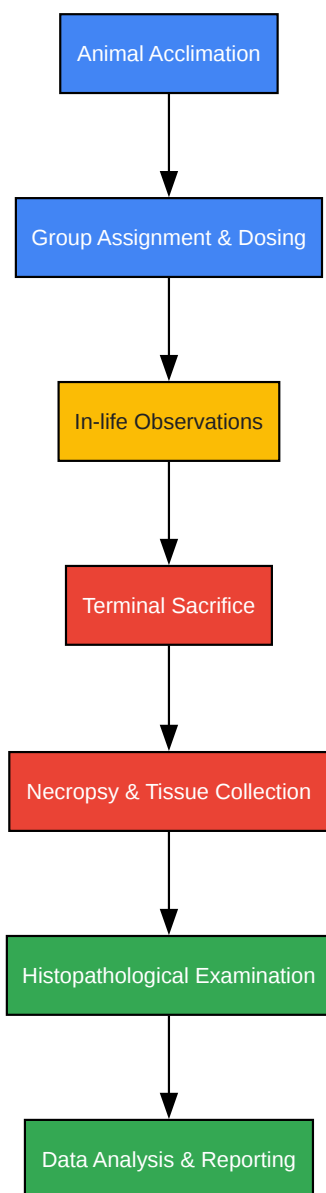 Animal Acclimation
Group Assignment & Dosing
In-life Observations
Terminal Sacrifice
Necropsy & Tissue Collection
Histopathological Examination
Data Analysis & Reporting